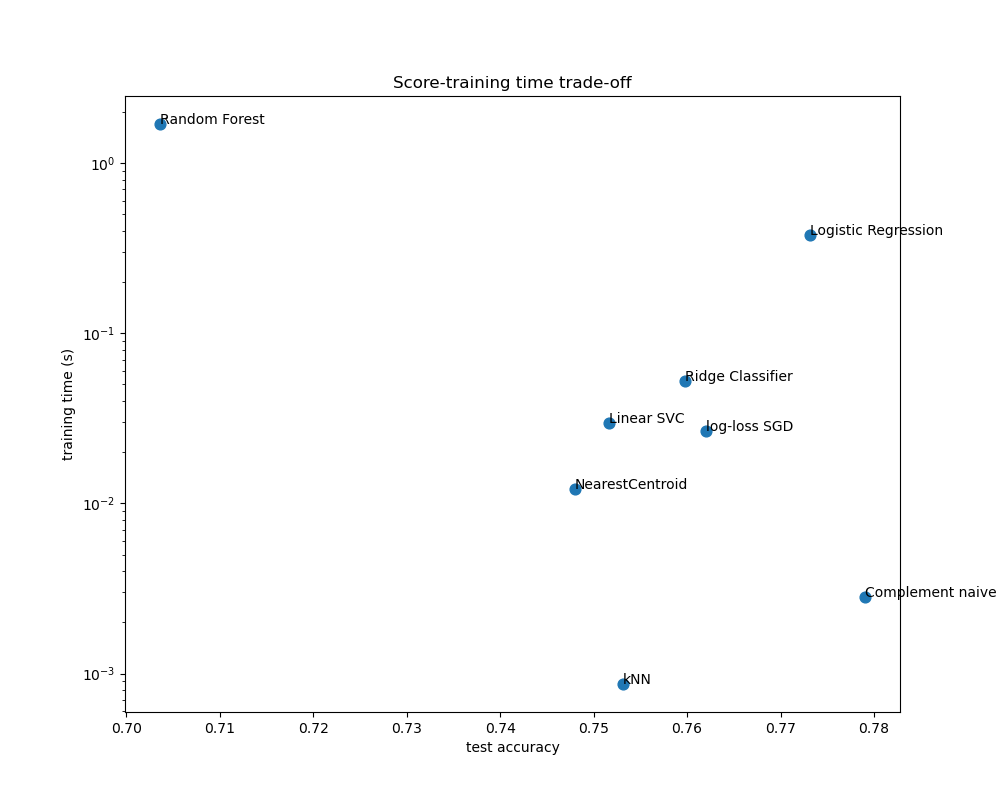 Score-training time trade-off
Random Forest
Logistic Regression
Ridge Classifier
Linear SVC
log-loss SGD
NearestCentroid
Complement naive
kNN
training time (s)
10⁰
10⁻¹
10⁻²
10⁻³
0.70 0.71 0.72 0.73 0.74 0.75 0.76 0.77 0.78
test accuracy